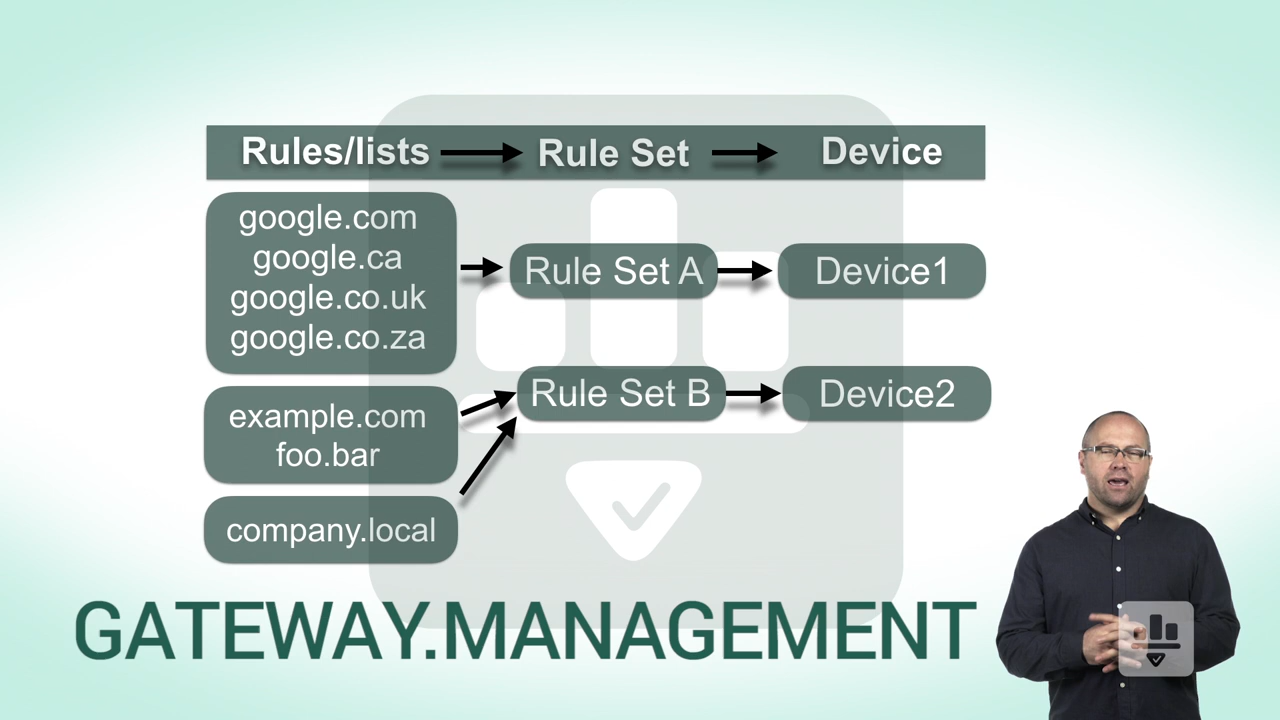 Rules/lists
Rule Set
Device
google.com
google.ca
google.co.uk
google.co.za
Rule Set A
Device1
example.com
foo.bar
Rule Set B
Device2
company.local
GATEWAY.MANAGEMENT